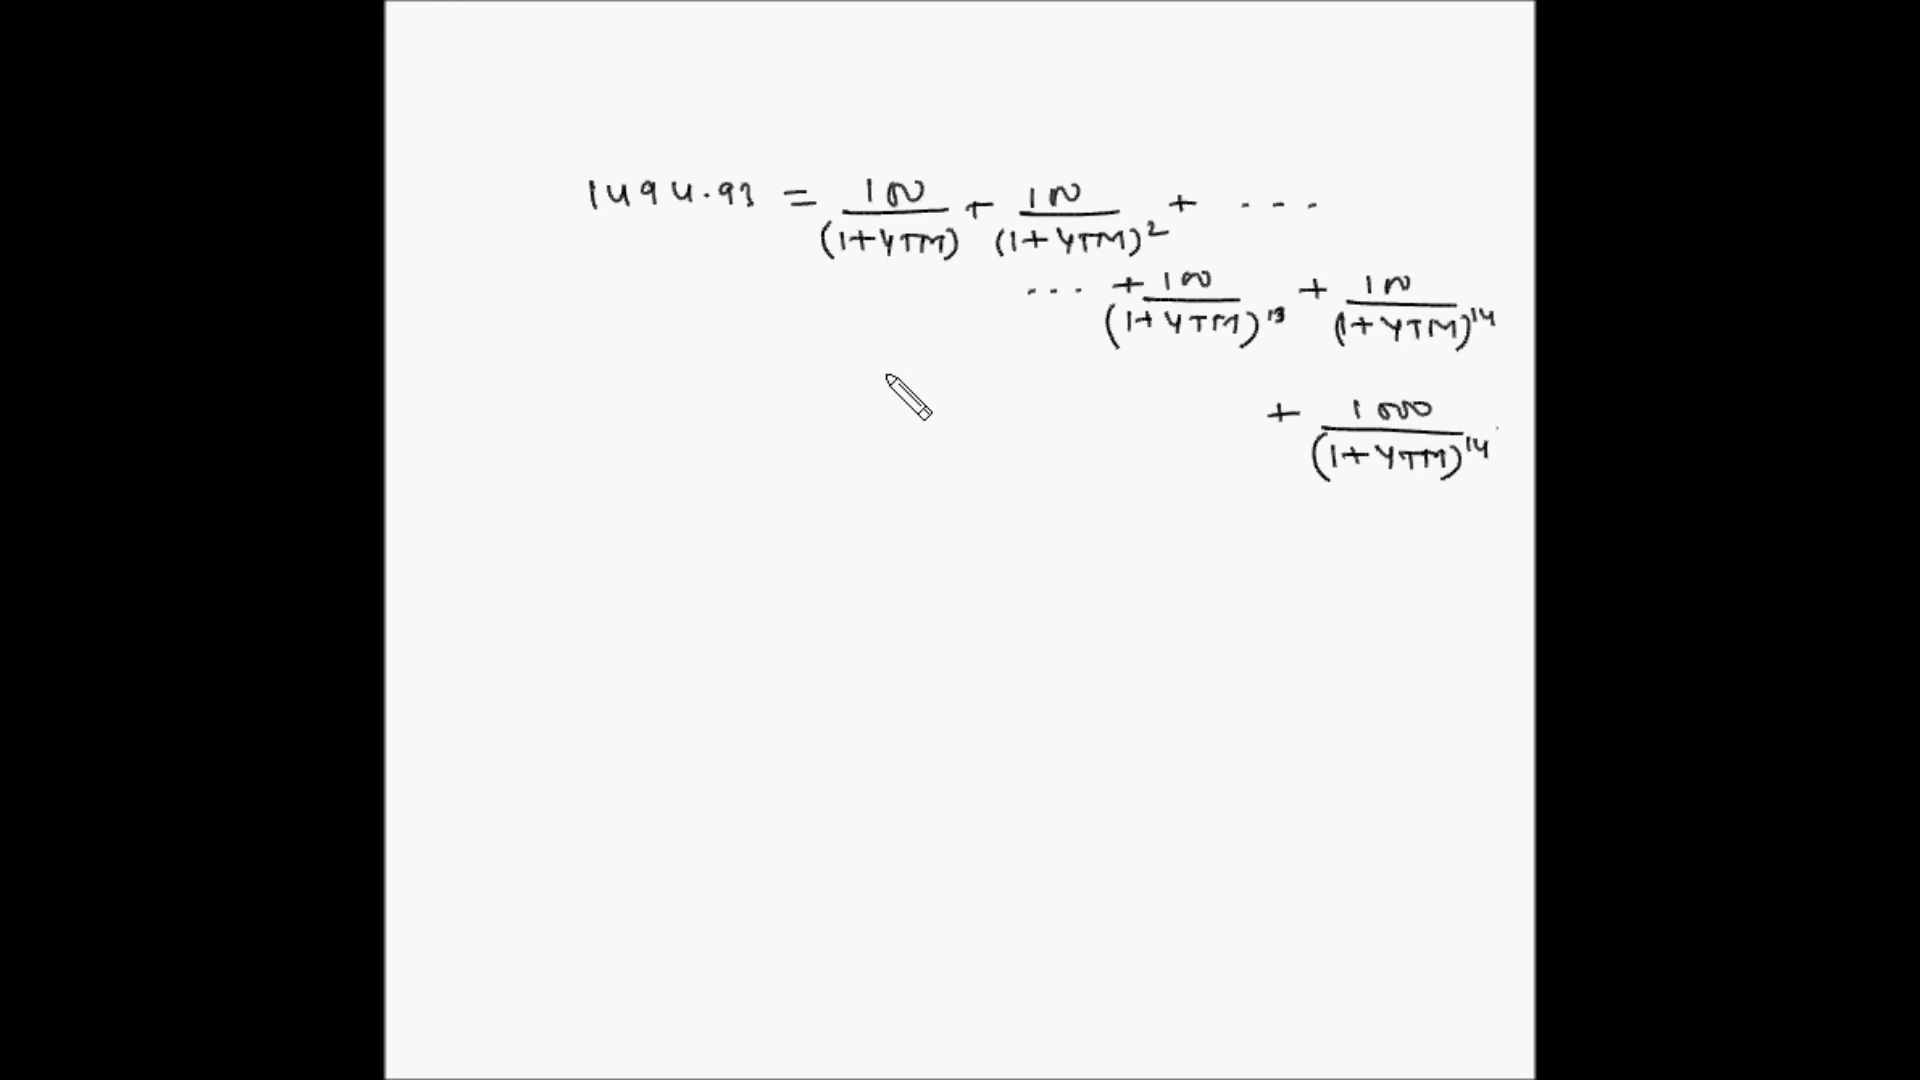 1494.93 = 100/(1+YTM) + 100/(1+YTM)² + ...
... + 100/(1+YTM)¹³ + 100/(1+YTM)¹⁴
+ 1000/(1+YTM)¹⁴